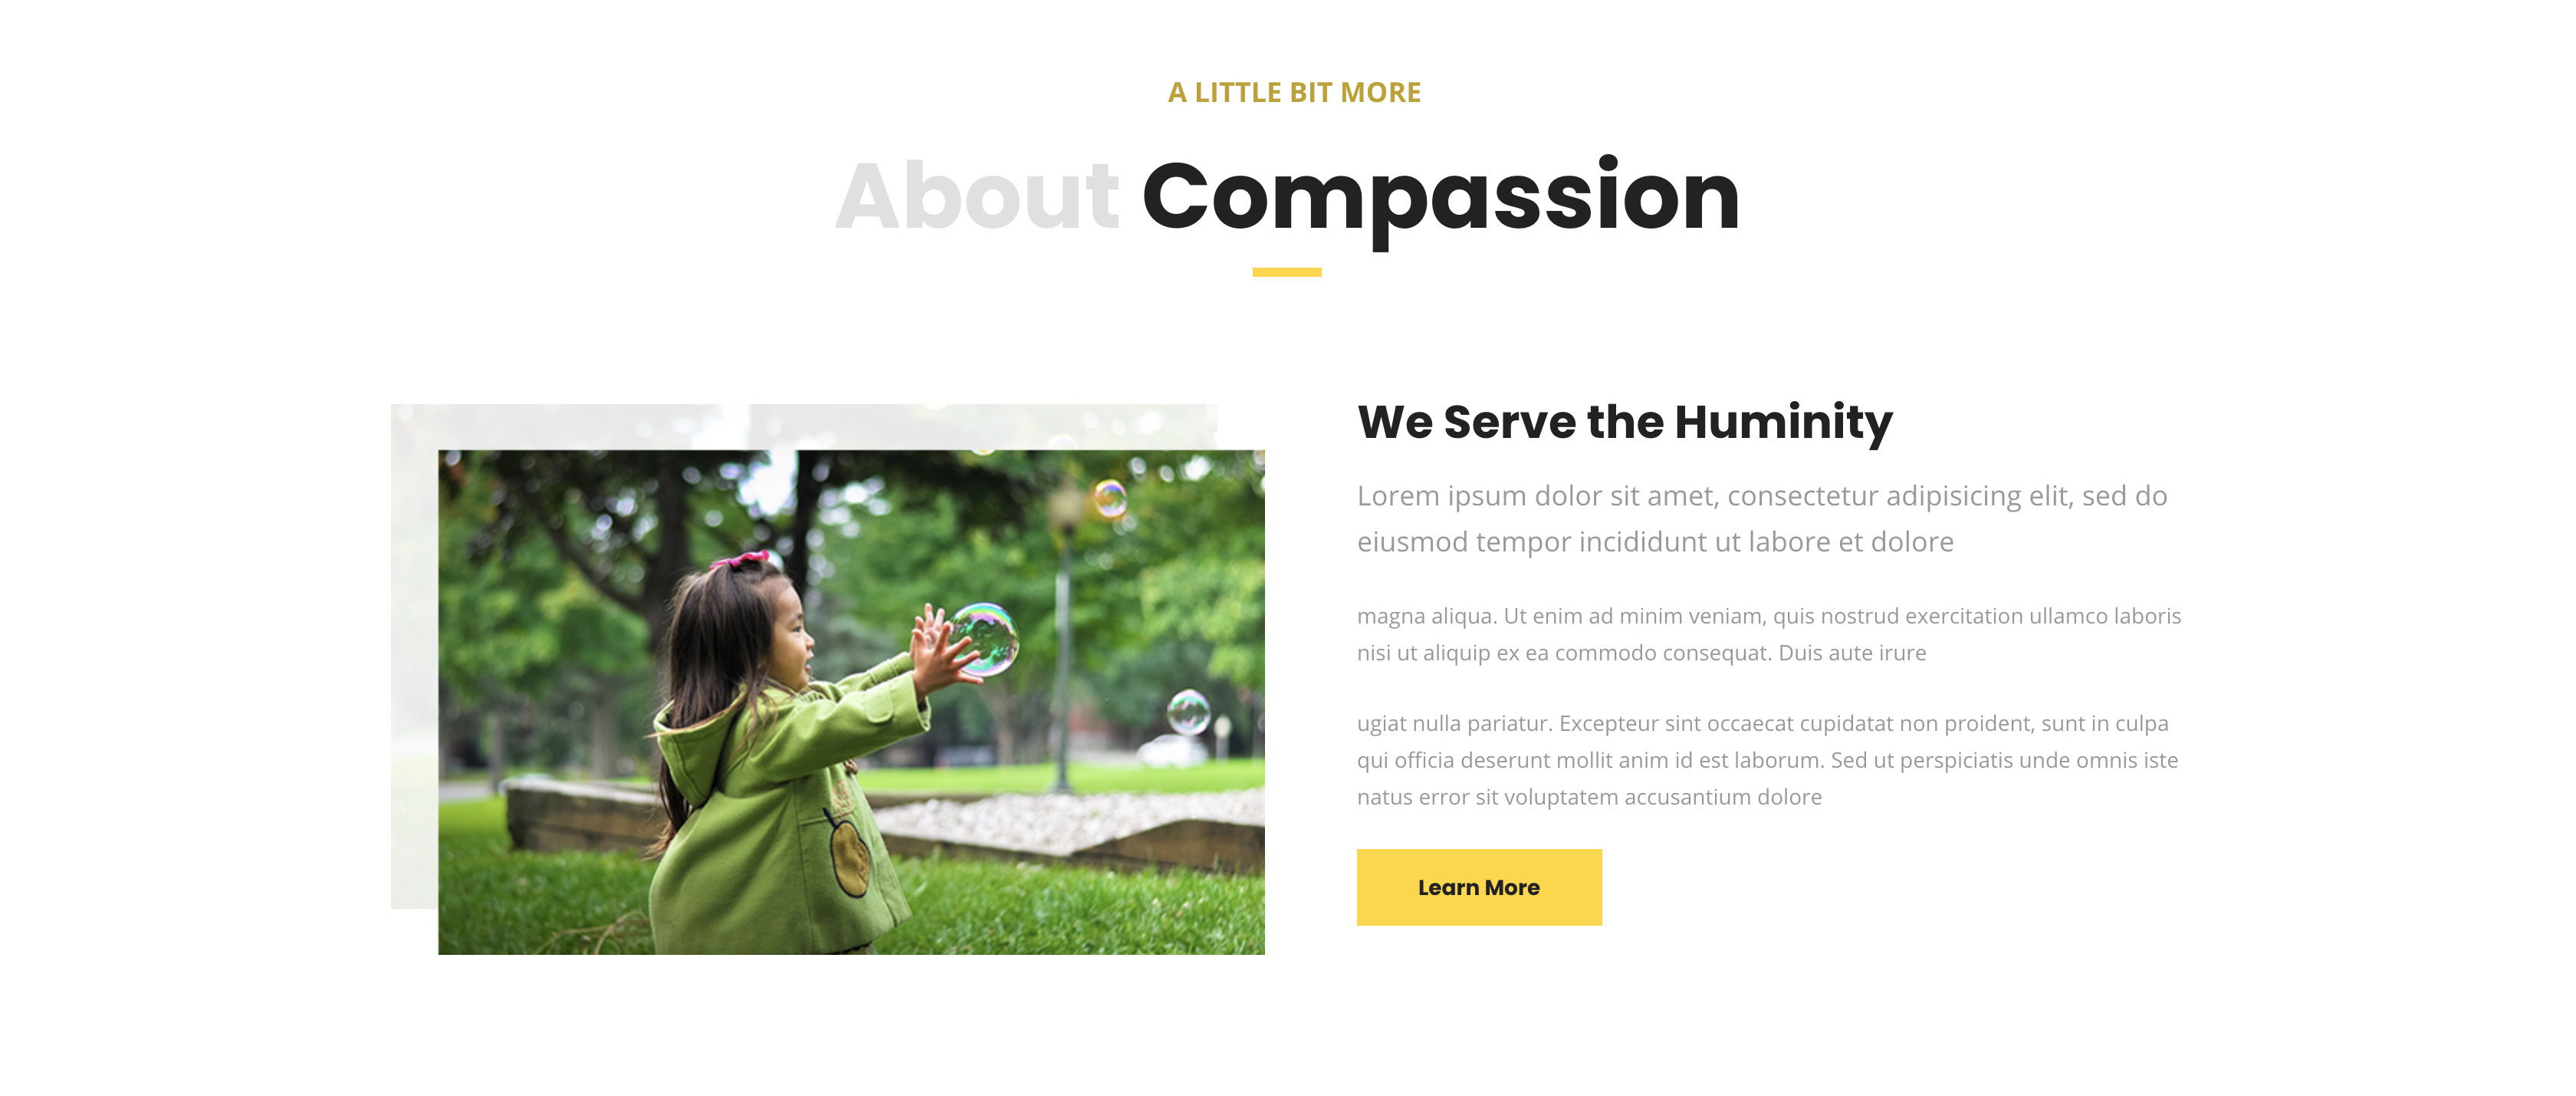 A LITTLE BIT MORE
About Compassion
We Serve the Huminity
Lorem ipsum dolor sit amet, consectetur adipisicing elit, sed do
eiusmod tempor incididunt ut labore et dolore
magna aliqua. Ut enim ad minim veniam, quis nostrud exercitation ullamco laboris
nisi ut aliquip ex ea commodo consequat. Duis aute irure
ugiat nulla pariatur. Excepteur sint occaecat cupidatat non proident, sunt in culpa
qui officia deserunt mollit anim id est laborum. Sed ut perspiciatis unde omnis iste
natus error sit voluptatem accusantium dolore
Learn More